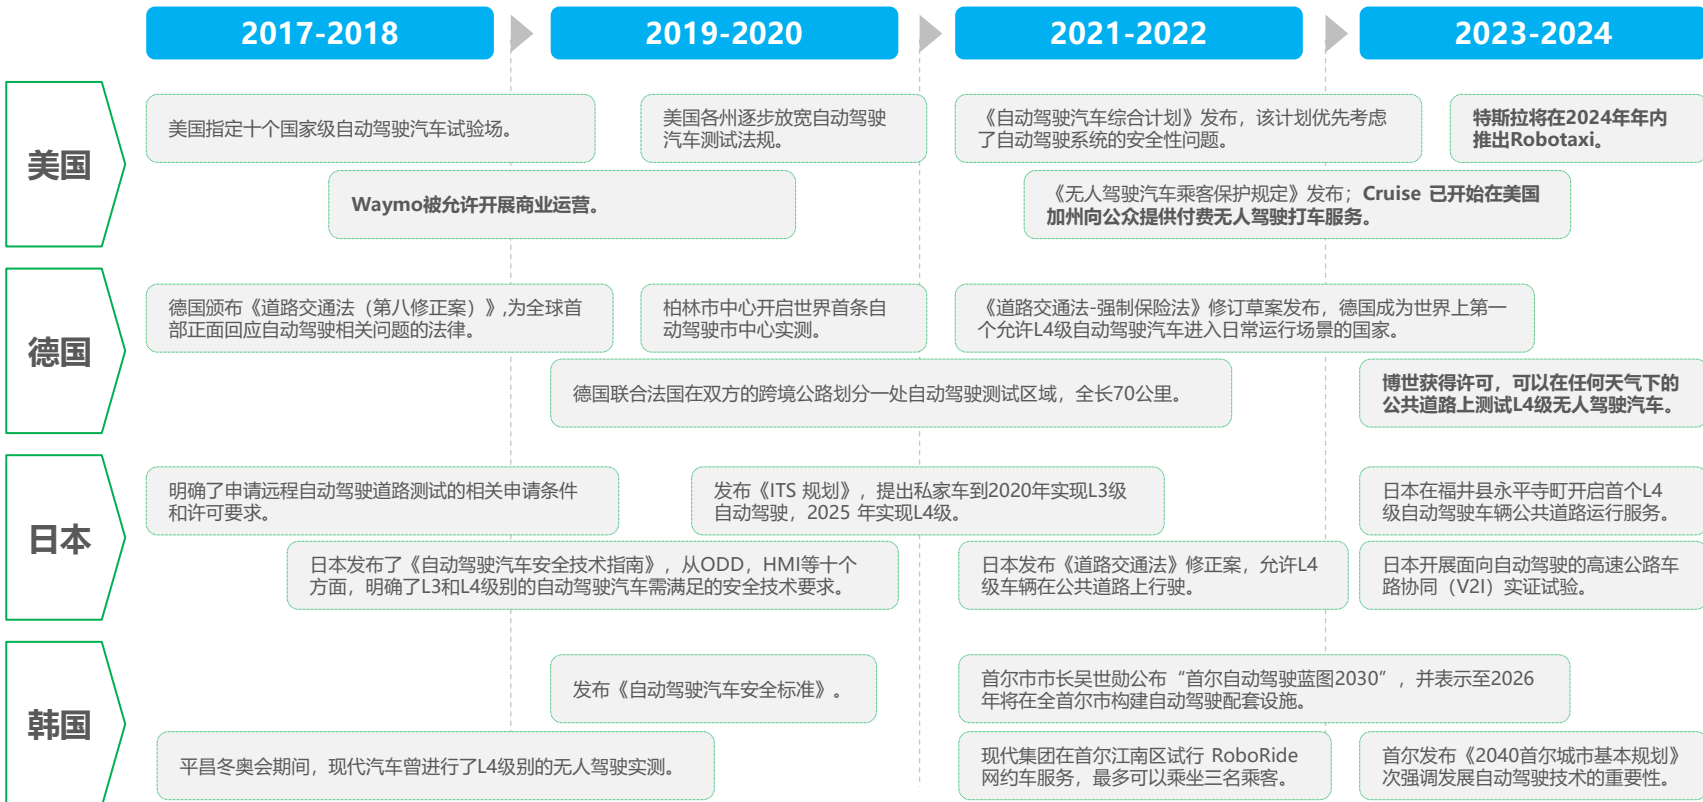 2017-2018
2019-2020
2021-2022
2023-2024
美国
美国指定十个国家级自动驾驶汽车试验场。
美国各州逐步放宽自动驾驶
汽车测试法规。
《自动驾驶汽车综合计划》发布，该计划优先考虑
了自动驾驶系统的安全性问题。
特斯拉将在2024年年内
推出Robotaxi。
Waymo被允许开展商业运营。
《无人驾驶汽车乘客保护规定》发布；Cruise 已开始在美国
加州向公众提供付费无人驾驶打车服务。
德国
德国颁布《道路交通法（第八修正案）》,为全球首
部正面回应自动驾驶相关问题的法律。
柏林市中心开启世界首条自
动驾驶市中心实测。
《道路交通法-强制保险法》修订草案发布，德国成为世界上第一
个允许L4级自动驾驶汽车进入日常运行场景的国家。
德国联合法国在双方的跨境公路划分一处自动驾驶测试区域，全长70公里。
博世获得许可，可以在任何天气下的
公共道路上测试L4级无人驾驶汽车。
日本
明确了申请远程自动驾驶道路测试的相关申请条件
和许可要求。
发布《ITS 规划》，提出私家车到2020年实现L3级
自动驾驶，2025 年实现L4级。
日本在福井县永平寺町开启首个L4
级自动驾驶车辆公共道路运行服务。
日本发布了《自动驾驶汽车安全技术指南》，从ODD，HMI等十个
方面，明确了L3和L4级别的自动驾驶汽车需满足的安全技术要求。
日本发布《道路交通法》修正案，允许L4
级车辆在公共道路上行驶。
日本开展面向自动驾驶的高速公路车
路协同（V2I）实证试验。
韩国
发布《自动驾驶汽车安全标准》。
首尔市市长吴世勋公布“首尔自动驾驶蓝图2030”，并表示至2026
年将在全首尔市构建自动驾驶配套设施。
平昌冬奥会期间，现代汽车曾进行了L4级别的无人驾驶实测。
现代集团在首尔江南区试行 RoboRide
网约车服务，最多可以乘坐三名乘客。
首尔发布《2040首尔城市基本规划》
次强调发展自动驾驶技术的重要性。